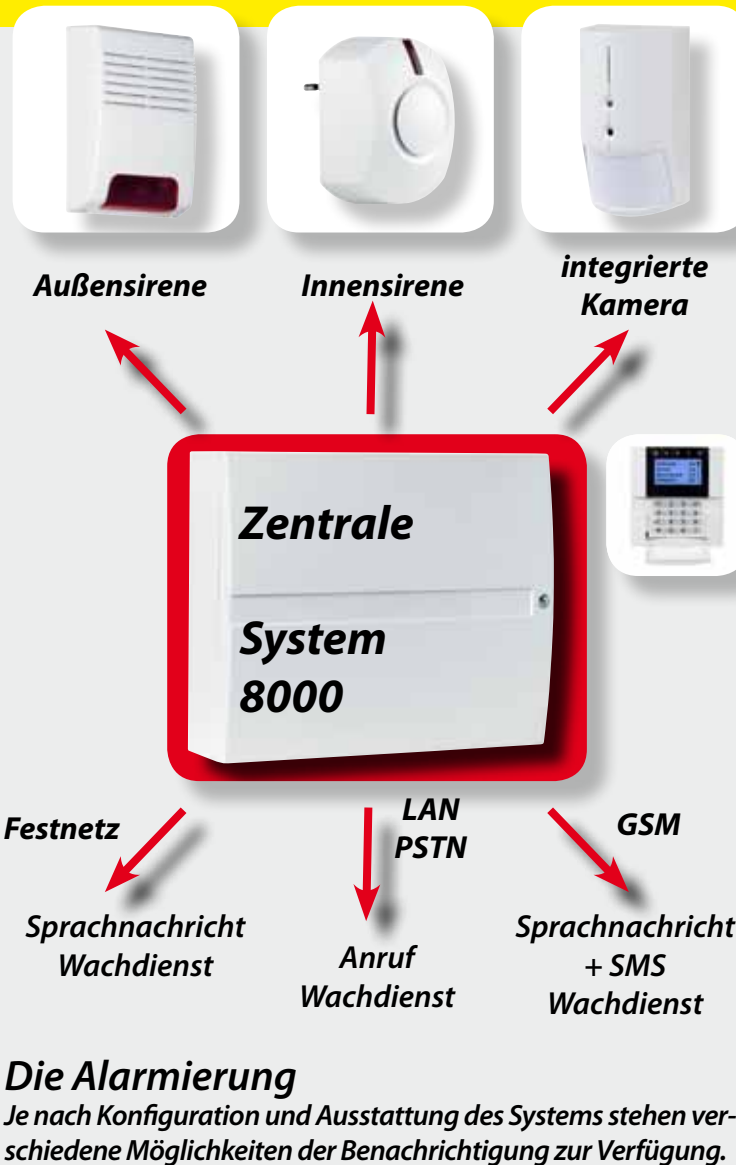 Außensirene
Innensirene
integrierte
Kamera
Zentrale
System
8000
Festnetz
LAN
PSTN
GSM
Sprachnachricht
Wachdienst
Anruf
Wachdienst
Sprachnachricht
+ SMS
Wachdienst
Die Alarmierung
Je nach Konfiguration und Ausstattung des Systems stehen ver-
schiedene Möglichkeiten der Benachrichtigung zur Verfügung.